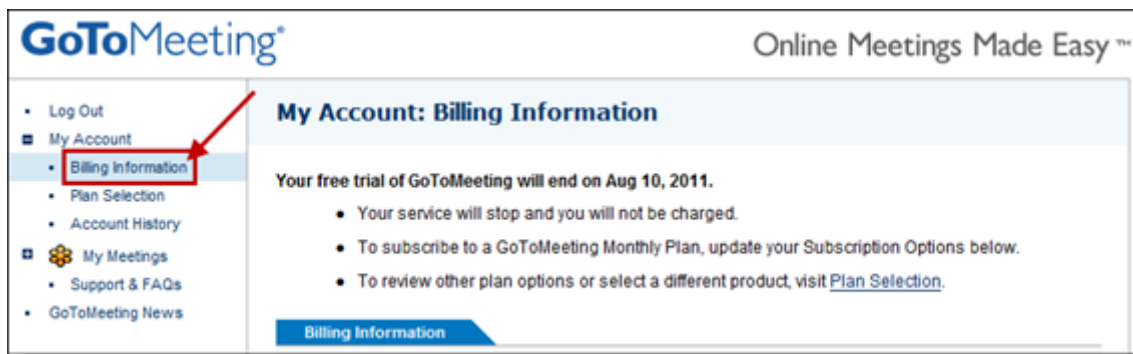 GoToMeeting®
Online Meetings Made Easy ™
Log Out
My Account
Billing Information
Plan Selection
Account History
My Meetings
Support & FAQs
GoToMeeting News
My Account: Billing Information
Your free trial of GoToMeeting will end on Aug 10, 2011.
Your service will stop and you will not be charged.
To subscribe to a GoToMeeting Monthly Plan, update your Subscription Options below.
To review other plan options or select a different product, visit Plan Selection.
Billing Information